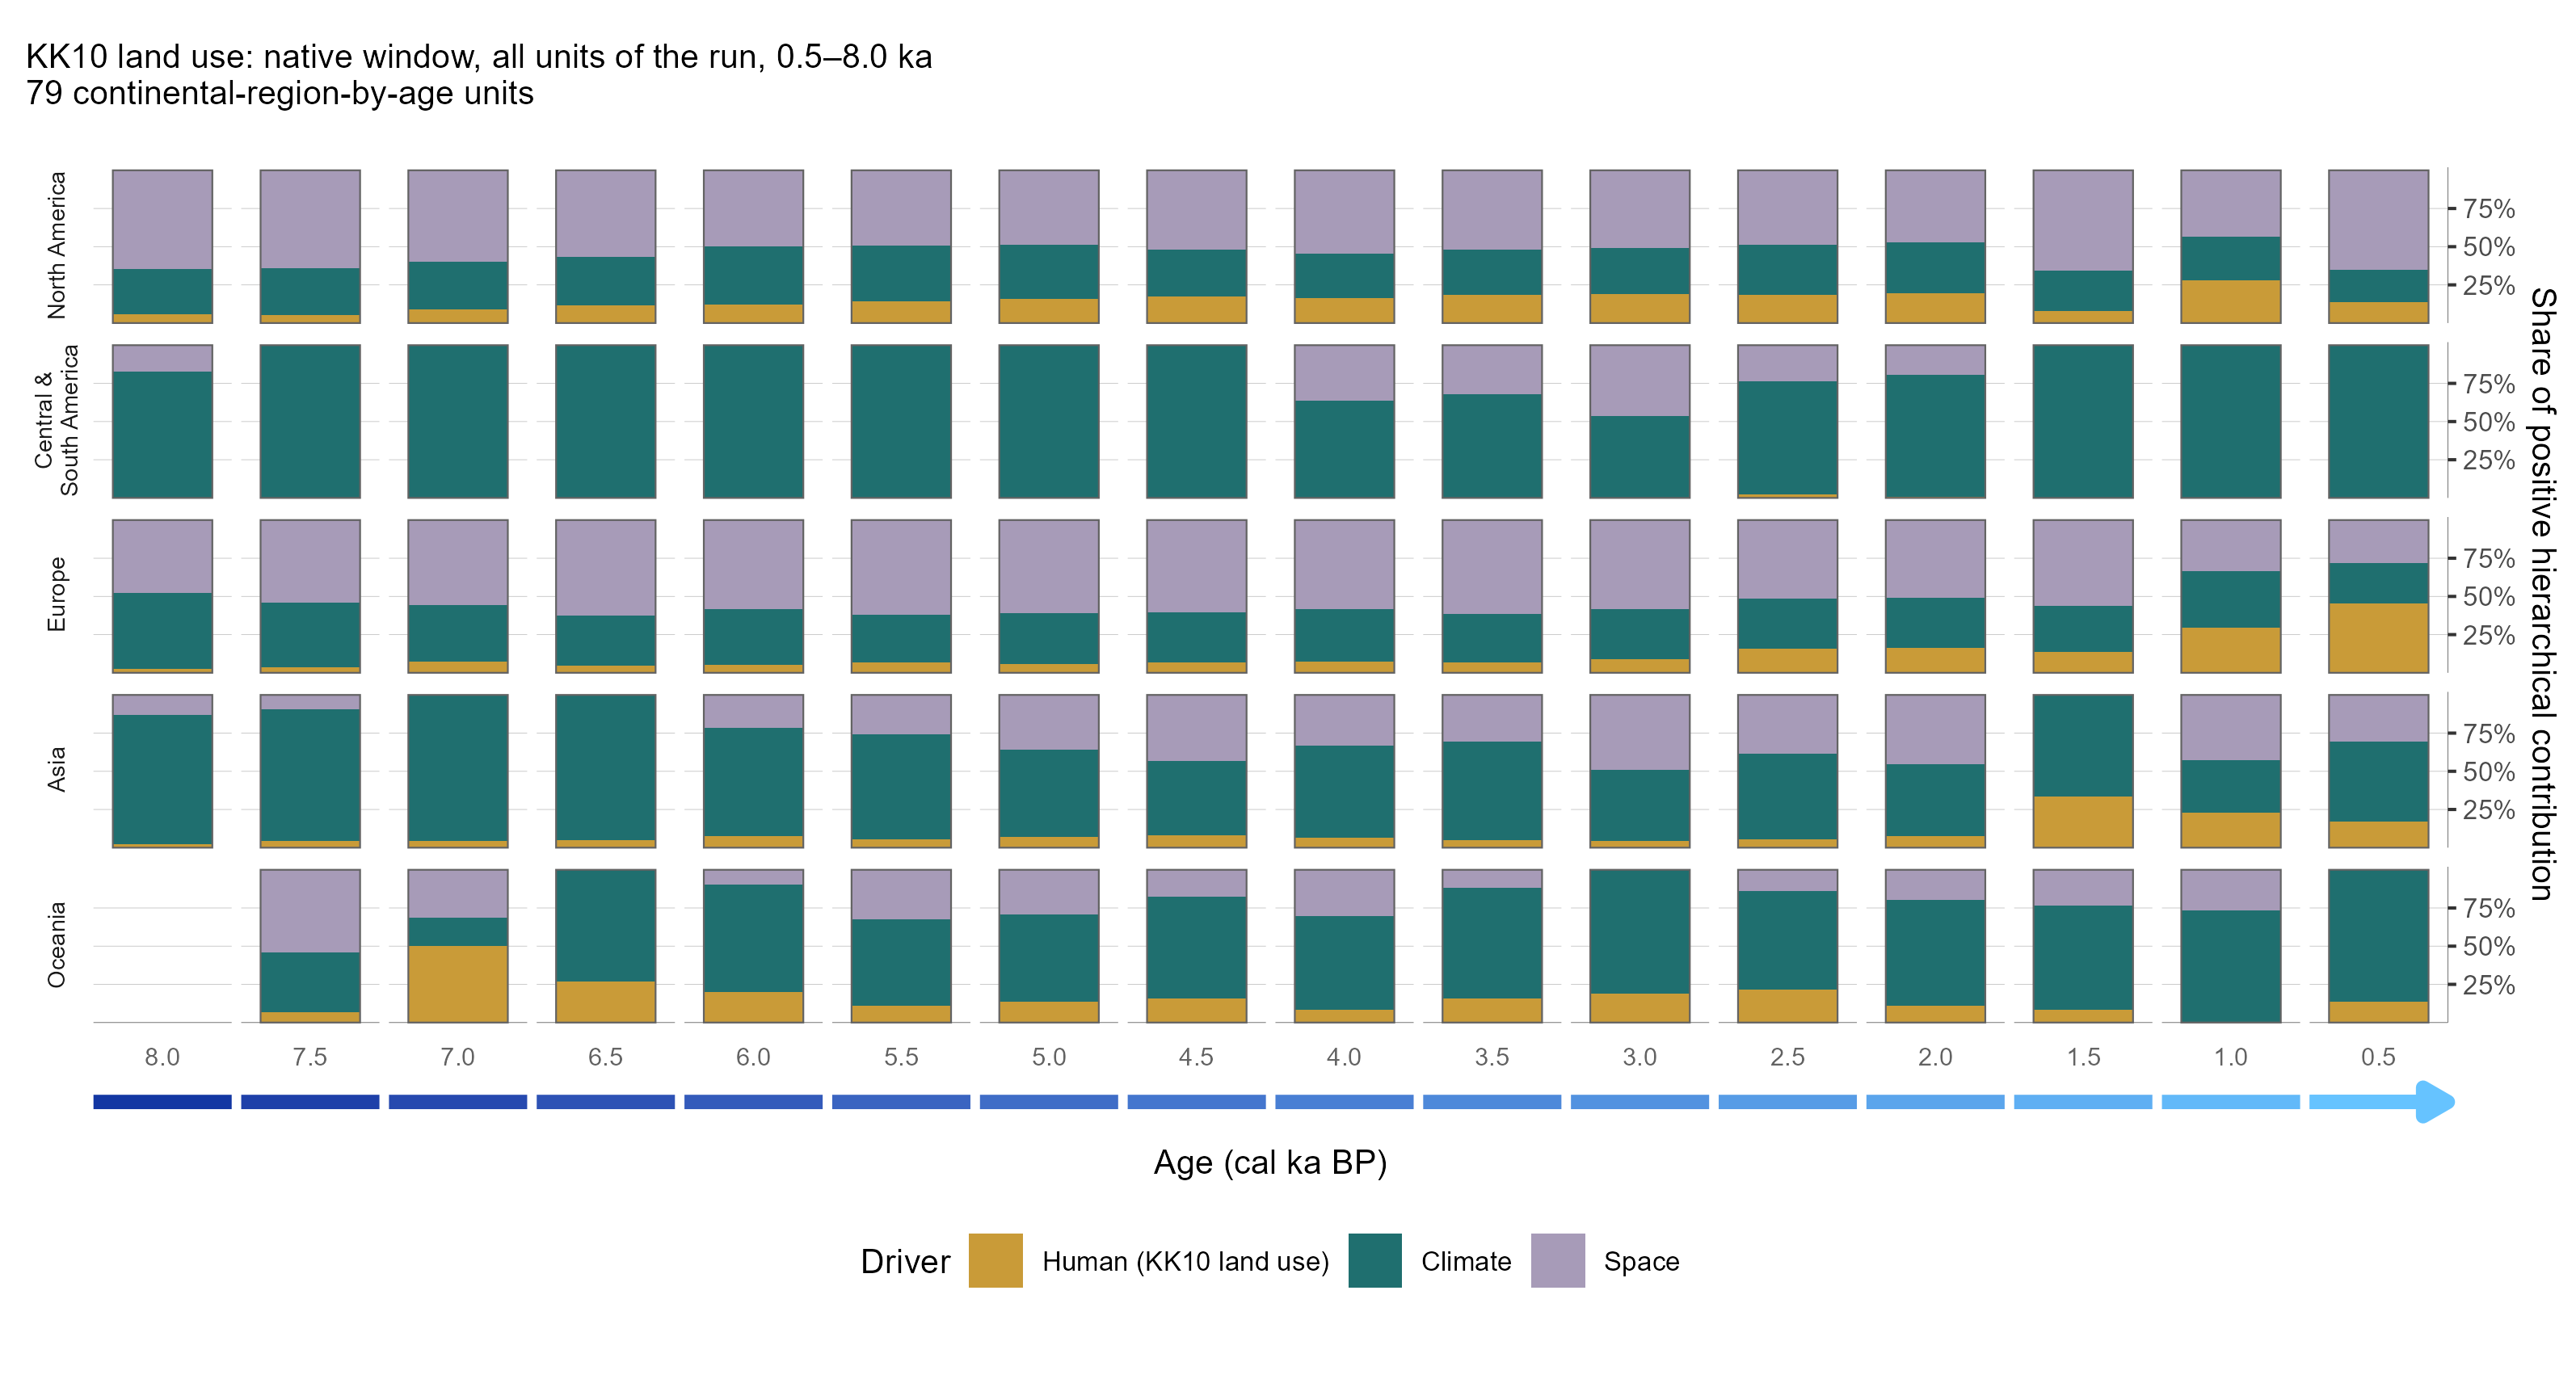 KK10 land use: native window, all units of the run, 0.5–8.0 ka
79 continental-region-by-age units
North America
75%
50%
25%
Central &
South America
75%
50%
25%
Europe
75%
50%
25%
Asia
75%
50%
25%
Oceania
75%
50%
25%
Share of positive hierarchical contribution
8.0 7.5 7.0 6.5 6.0 5.5 5.0 4.5 4.0 3.5 3.0 2.5 2.0 1.5 1.0 0.5
Age (cal ka BP)
Driver Human (KK10 land use) Climate Space